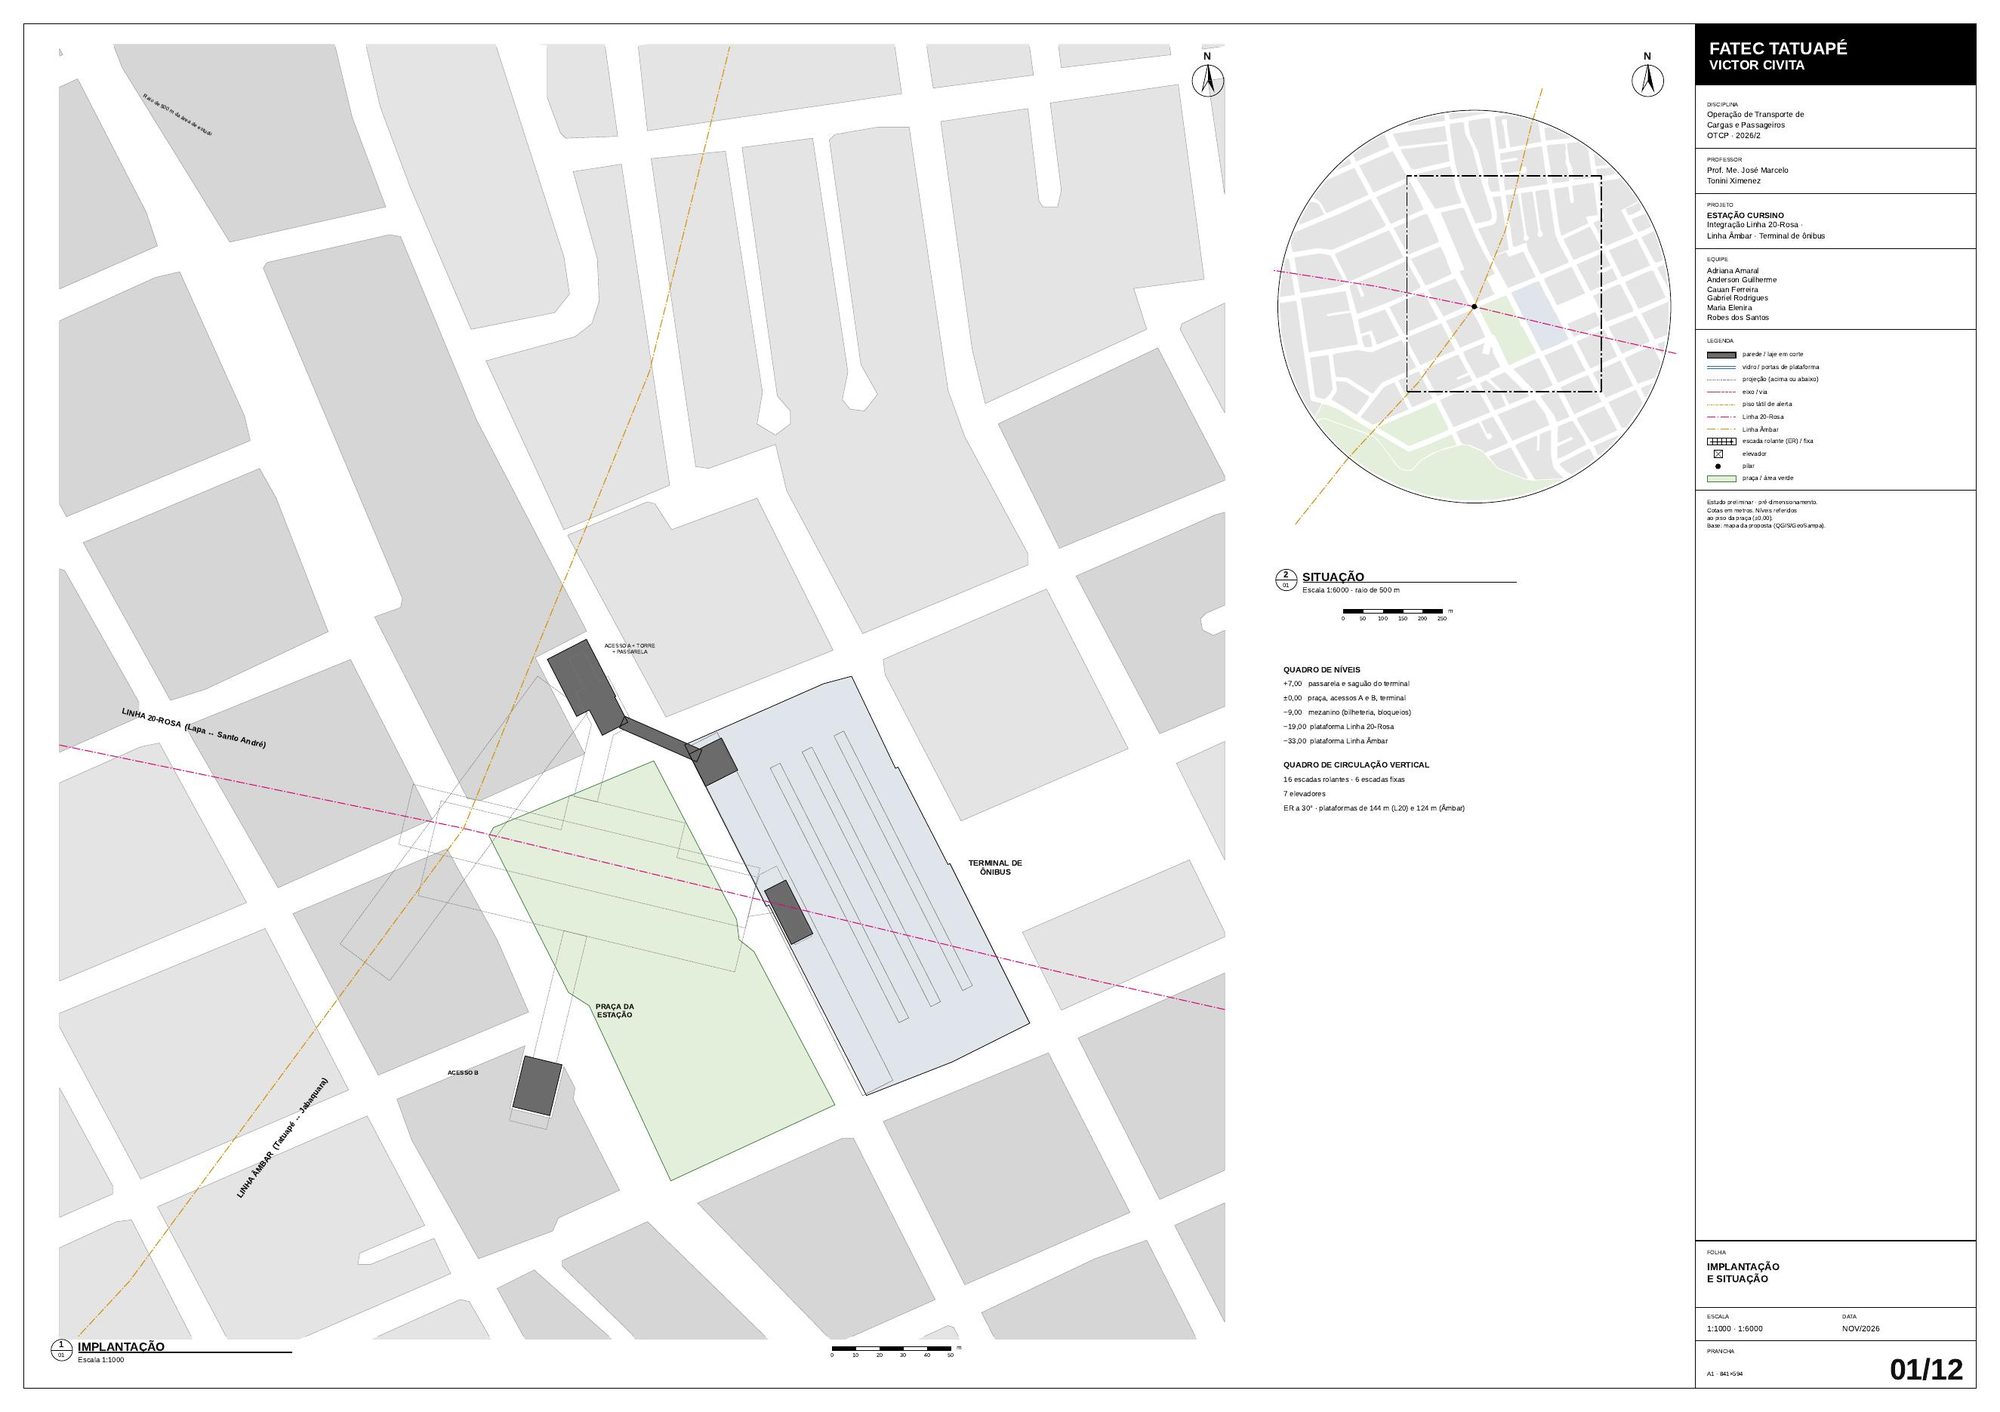 Raio de 500 m da área de estudo
N
ACESSO A + TORRE
+ PASSARELA
LINHA 20-ROSA (Lapa ↔ Santo André)
TERMINAL DE
ÔNIBUS
PRAÇA DA
ESTAÇÃO
ACESSO B
LINHA ÂMBAR (Tatuapé ↔ Jabaquara)
1
01
IMPLANTAÇÃO
Escala 1:1000
0 10 20 30 40 50 m
N
2
01
SITUAÇÃO
Escala 1:6000 - raio de 500 m
0 50 100 150 200 250 m
QUADRO DE NÍVEIS
+7,00 passarela e saguão do terminal
±0,00 praça, acessos A e B, terminal
−9,00 mezanino (bilheteria, bloqueios)
−19,00 plataforma Linha 20-Rosa
−33,00 plataforma Linha Âmbar
QUADRO DE CIRCULAÇÃO VERTICAL
16 escadas rolantes · 6 escadas fixas
7 elevadores
ER a 30° · plataformas de 144 m (L20) e 124 m (Âmbar)
FATEC TATUAPÉ
VICTOR CIVITA
DISCIPLINA
Operação de Transporte de
Cargas e Passageiros
OTCP · 2026/2
PROFESSOR
Prof. Me. José Marcelo
Tonini Ximenez
PROJETO
ESTAÇÃO CURSINO
Integração Linha 20-Rosa ·
Linha Âmbar · Terminal de ônibus
EQUIPE
Adriana Amaral
Anderson Guilherme
Cauan Ferreira
Gabriel Rodrigues
Maria Elenira
Robes dos Santos
LEGENDA
parede / laje em corte
vidro / portas de plataforma
projeção (acima ou abaixo)
eixo / via
piso tátil de alerta
Linha 20-Rosa
Linha Âmbar
escada rolante (ER) / fixa
elevador
pilar
praça / área verde
Estudo preliminar · pré-dimensionamento.
Cotas em metros. Níveis referidos
ao piso da praça (±0,00).
Base: mapa da proposta (QGIS/GeoSampa).
FOLHA
IMPLANTAÇÃO
E SITUAÇÃO
ESCALA
1:1000 · 1:6000
DATA
NOV/2026
PRANCHA
A1 · 841×594
01/12